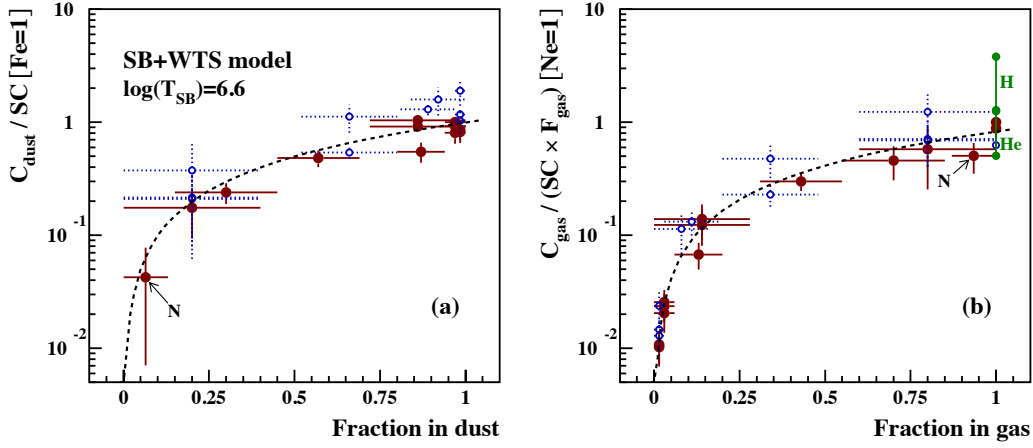 C_dust / SC [Fe=1]
10
1
10^-1
10^-2
SB+WTS model
log(T_SB)=6.6
N
(a)
0
0.25
0.5
0.75
1
Fraction in dust
C_gas / (SC × F_gas) [Ne=1]
10
1
10^-1
10^-2
H
He
N
(b)
0
0.25
0.5
0.75
1
Fraction in gas